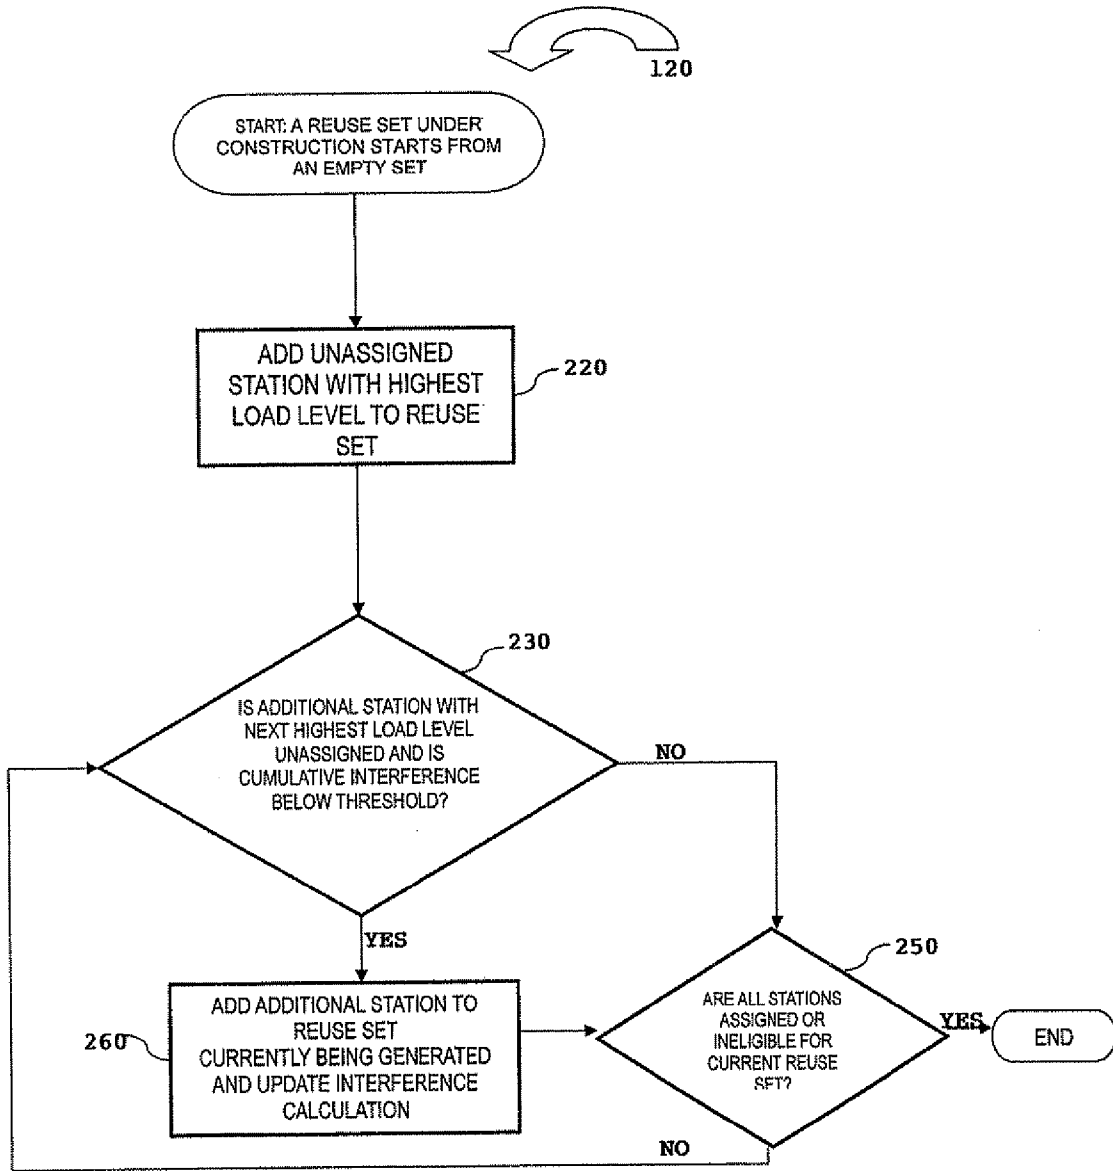 120
START: A REUSE SET UNDER
CONSTRUCTION STARTS FROM
AN EMPTY SET
ADD UNASSIGNED
STATION WITH HIGHEST
LOAD LEVEL TO REUSE
SET
220
230
IS ADDITIONAL STATION WITH
NEXT HIGHEST LOAD LEVEL
UNASSIGNED AND IS
CUMULATIVE INTERFERENCE
BELOW THRESHOLD?
NO
YES
250
ARE ALL STATIONS
ASSIGNED OR
INELIGIBLE FOR
CURRENT REUSE
SET?
YES
END
260
ADD ADDITIONAL STATION TO
REUSE SET
CURRENTLY BEING GENERATED
AND UPDATE INTERFERENCE
CALCULATION
NO